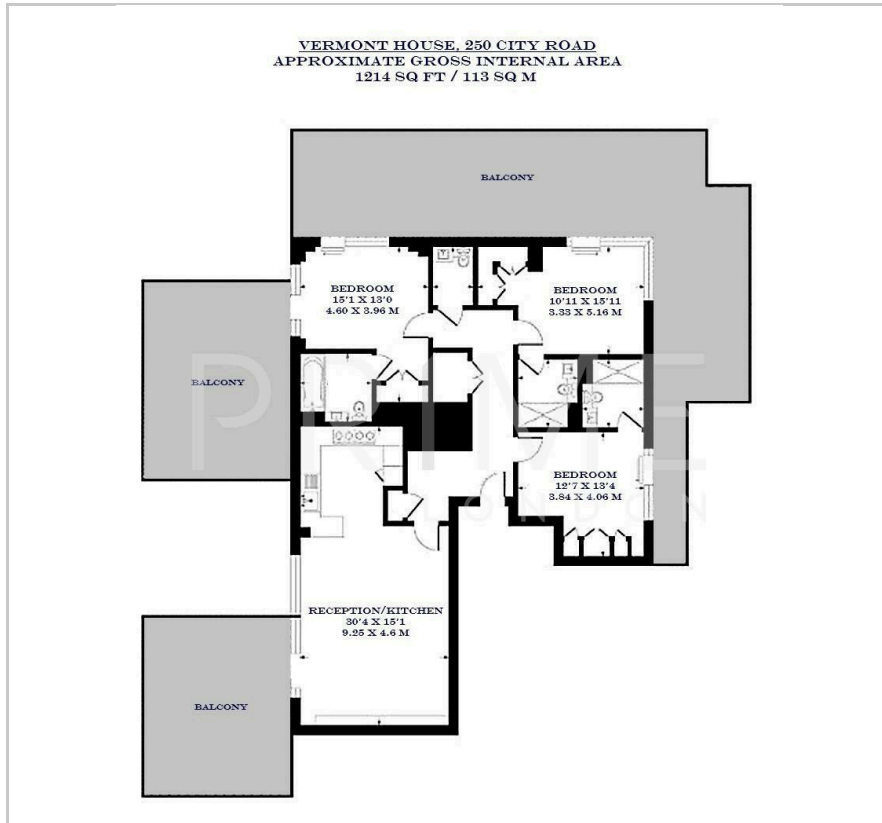 VERMONT HOUSE, 250 CITY ROAD
APPROXIMATE GROSS INTERNAL AREA
1214 SQ FT / 113 SQ M
BALCONY
BEDROOM
15'1 X 13'0
4.60 X 3.96 M
BEDROOM
10'11 X 15'11
3.33 X 5.16 M
BALCONY
PRIME
LONDON
BEDROOM
12'7 X 13'4
3.84 X 4.06 M
RECEPTION/KITCHEN
30'4 X 15'1
9.25 X 4.6 M
BALCONY